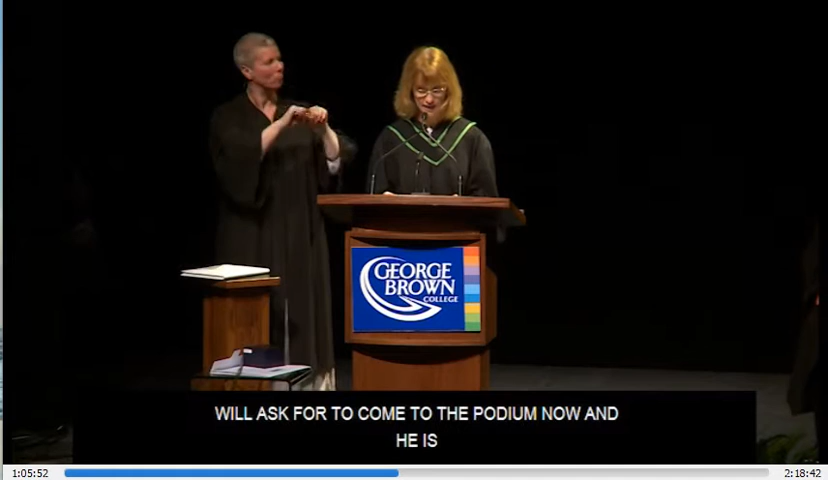 GEORGE
BROWN
COLLEGE
WILL ASK FOR TO COME TO THE PODIUM NOW AND
HE IS
1:05:52
2:18:42